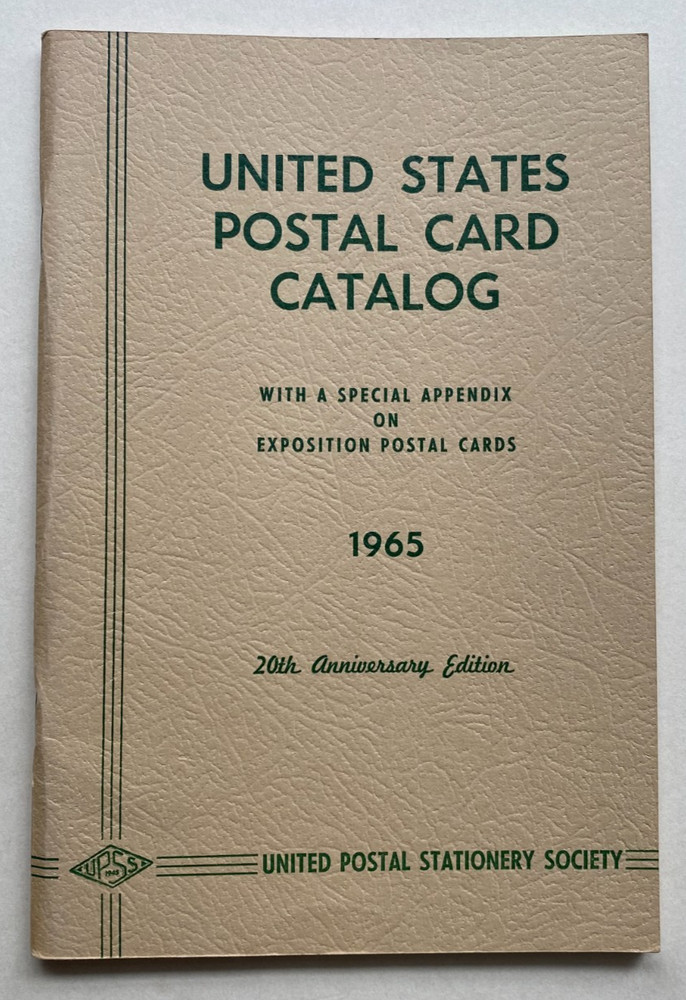 UNITED STATES
POSTAL CARD
CATALOG
WITH A SPECIAL APPENDIX
ON
EXPOSITION POSTAL CARDS
1965
20th Anniversary Edition
UPSS
1945
UNITED POSTAL STATIONERY SOCIETY